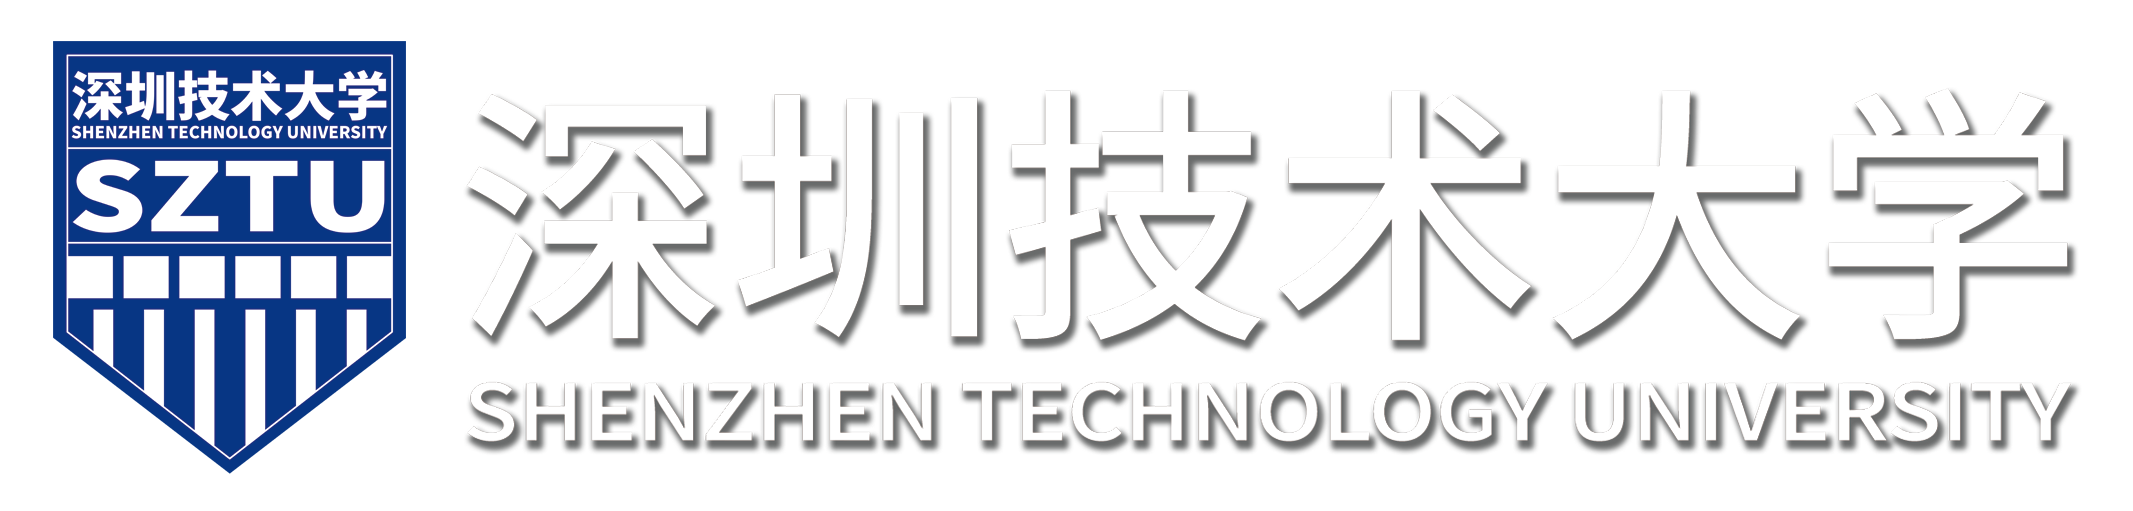 深圳技术大学
SHENZHEN TECHNOLOGY UNIVERSITY
SZTU
深圳技术大学
SHENZHEN TECHNOLOGY UNIVERSITY